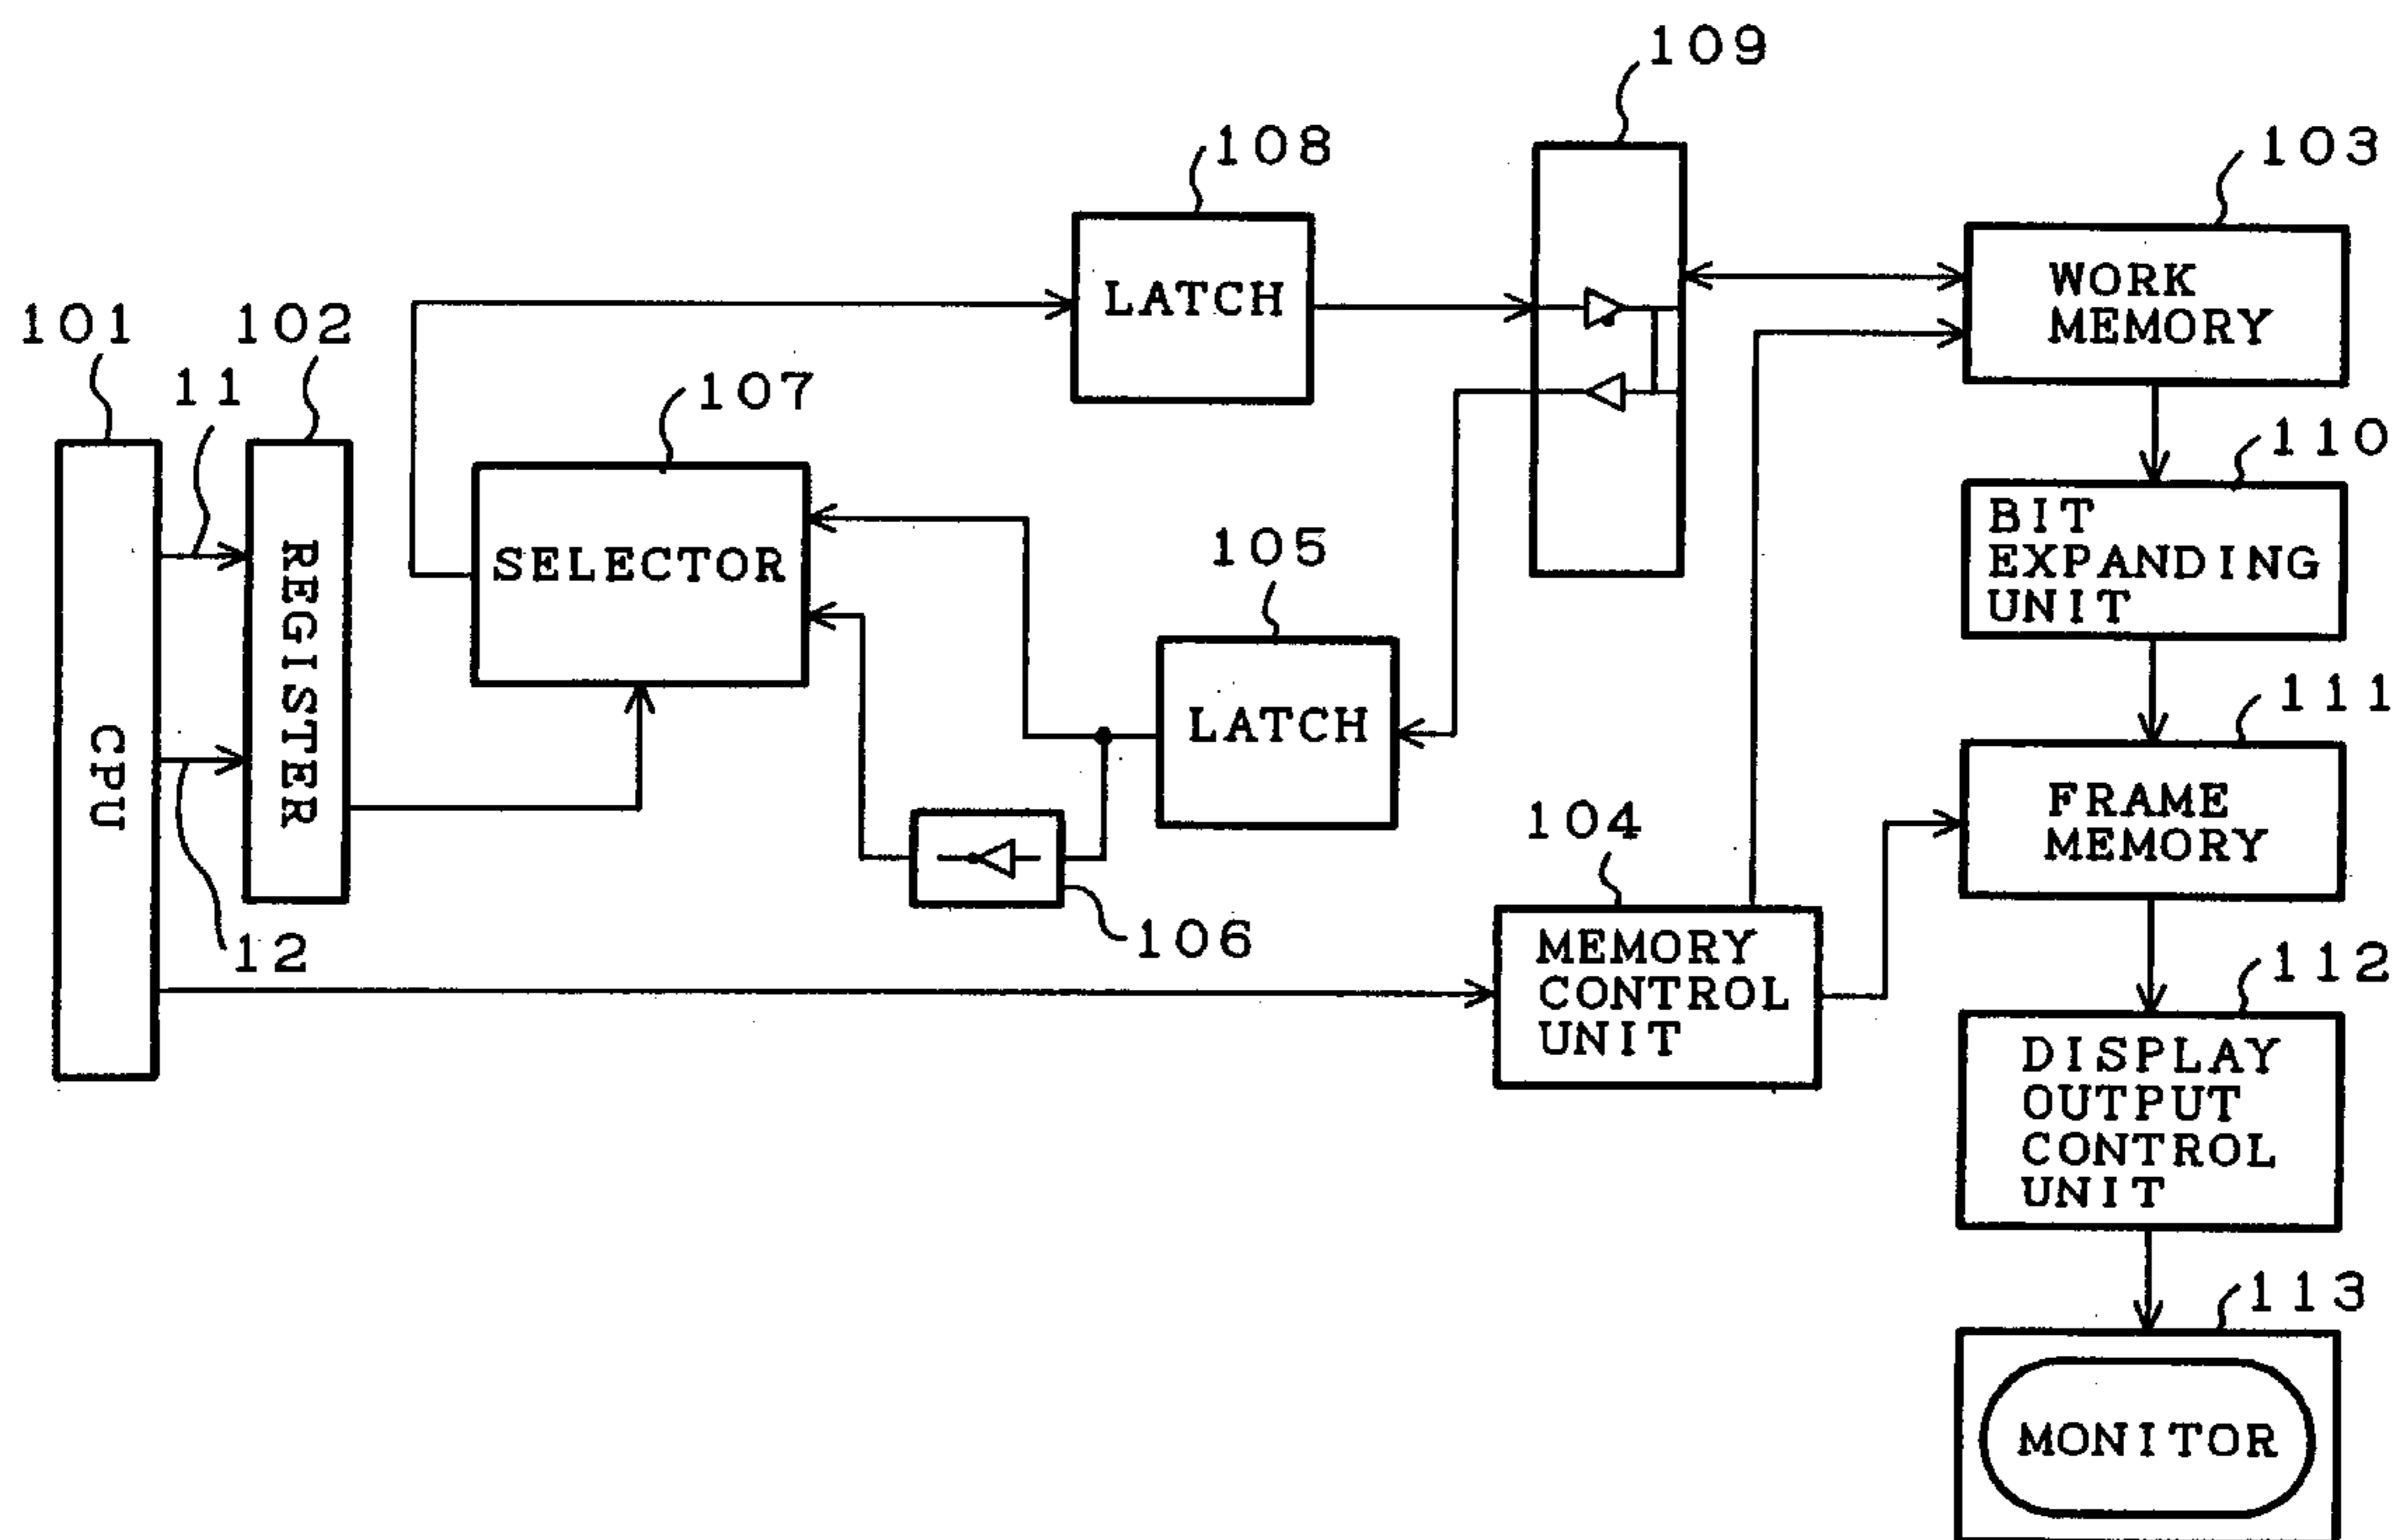 109
108
103
LATCH
WORK
MEMORY
101
102
11
107
110
BIT
EXPANDING
UNIT
SELECTOR
105
REGISTER
LATCH
111
CPU
FRAME
MEMORY
104
106
12
MEMORY
CONTROL
UNIT
112
DISPLAY
OUTPUT
CONTROL
UNIT
113
MONITOR